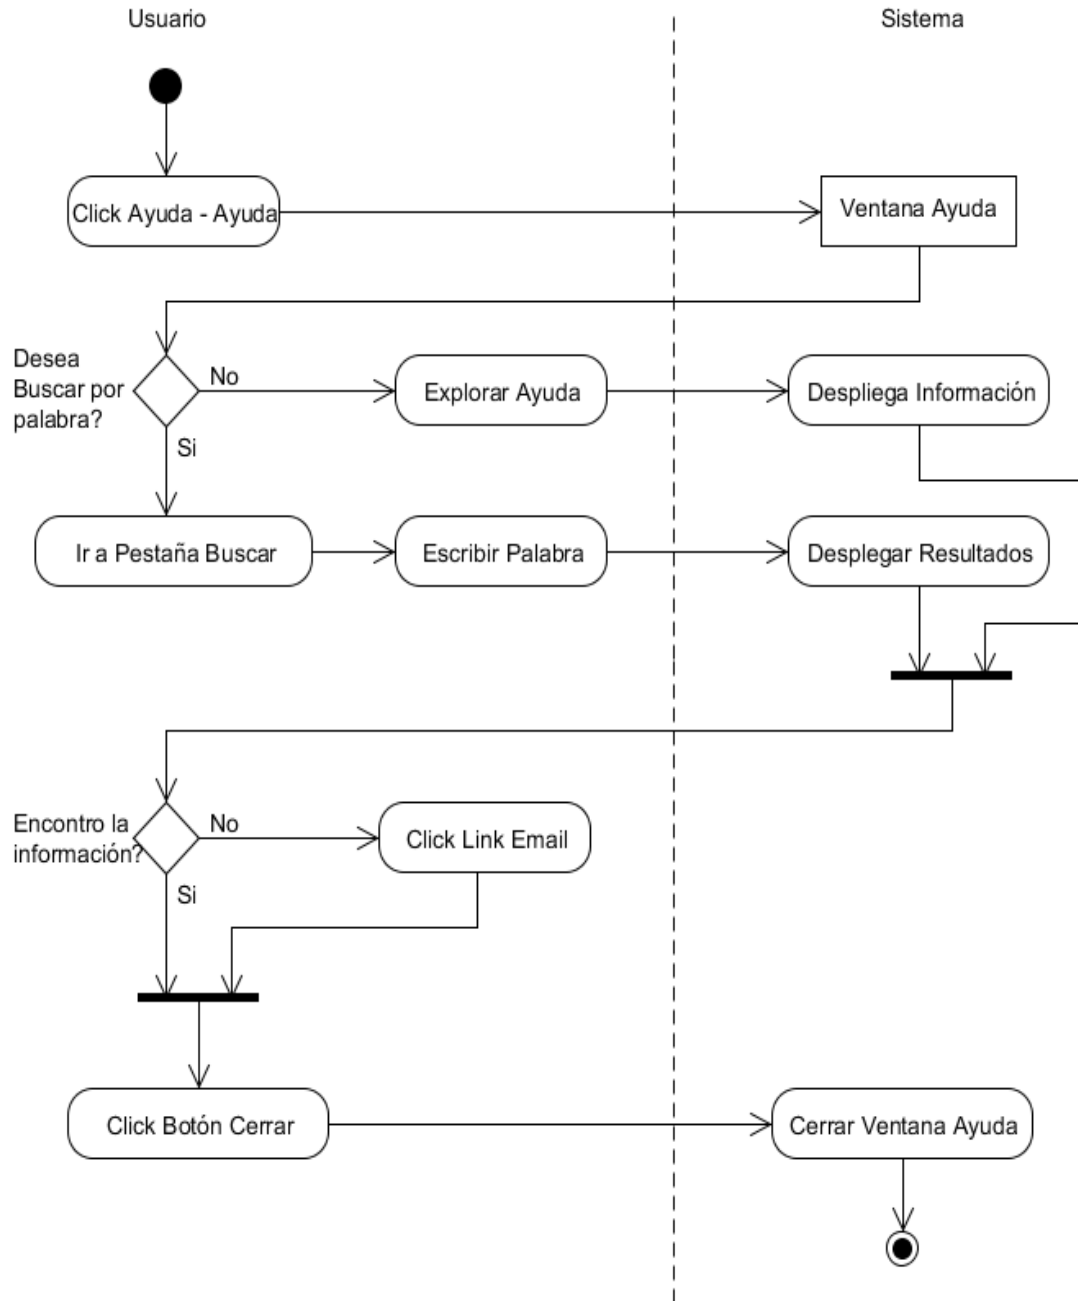 Usuario
Sistema
Click Ayuda - Ayuda
Ventana Ayuda
Desea
Buscar por
palabra?
No
Explorar Ayuda
Despliega Información
Si
Ir a Pestaña Buscar
Escribir Palabra
Desplegar Resultados
Encontro la
información?
No
Click Link Email
Si
Click Botón Cerrar
Cerrar Ventana Ayuda